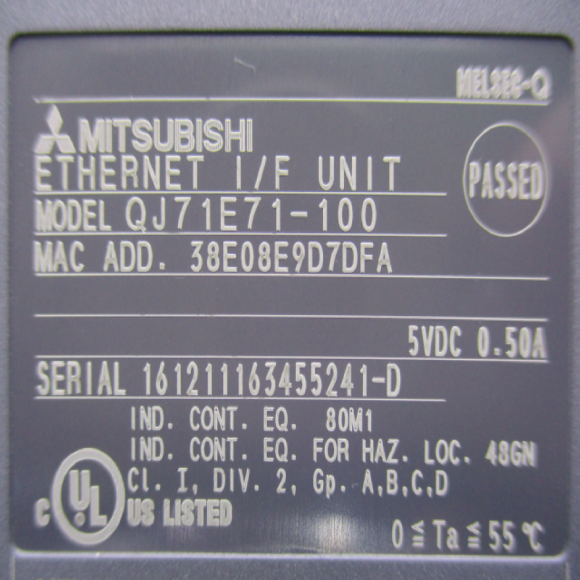 MELSEC-Q
MITSUBISHI
ETHERNET I/F UNIT
PASSED
MODEL QJ71E71-100
MAC ADD. 38E08E9D7DFA
5VDC 0.50A
SERIAL 161211163455241-D
IND. CONT. EQ. 80M1
IND. CONT. EQ. FOR HAZ. LOC. 48GN
Cl. I, DIV. 2, Gp. A,B,C,D
C UL US LISTED
0≦Ta≦55℃